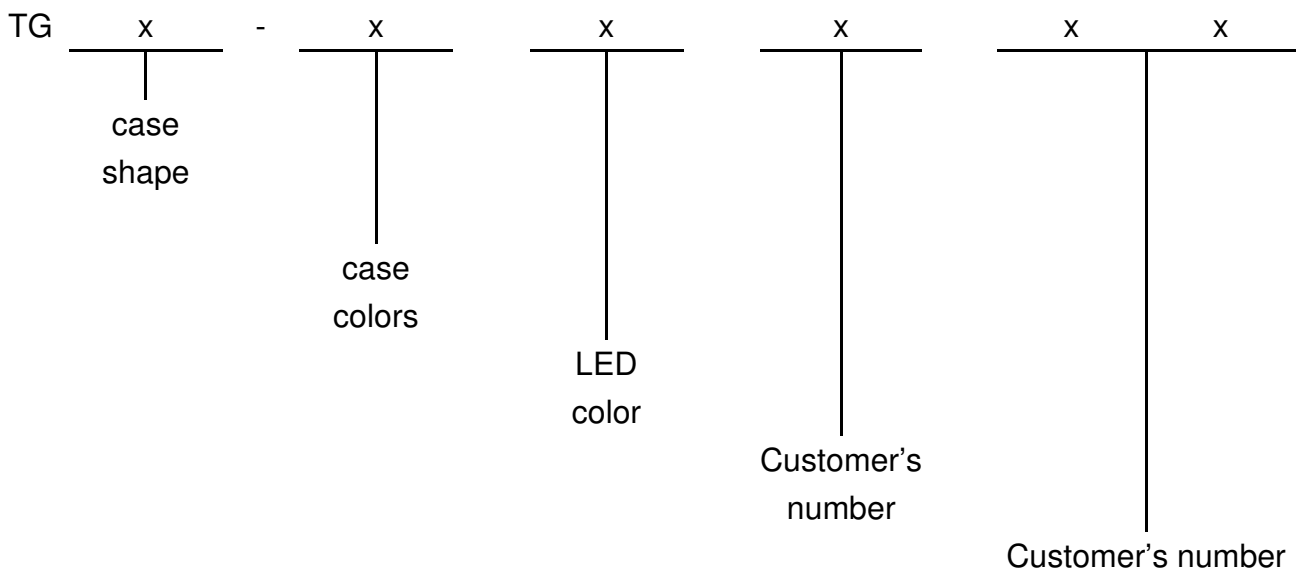 TG x - x x x x x
case
shape
case
colors
LED
color
Customer's
number
Customer's number